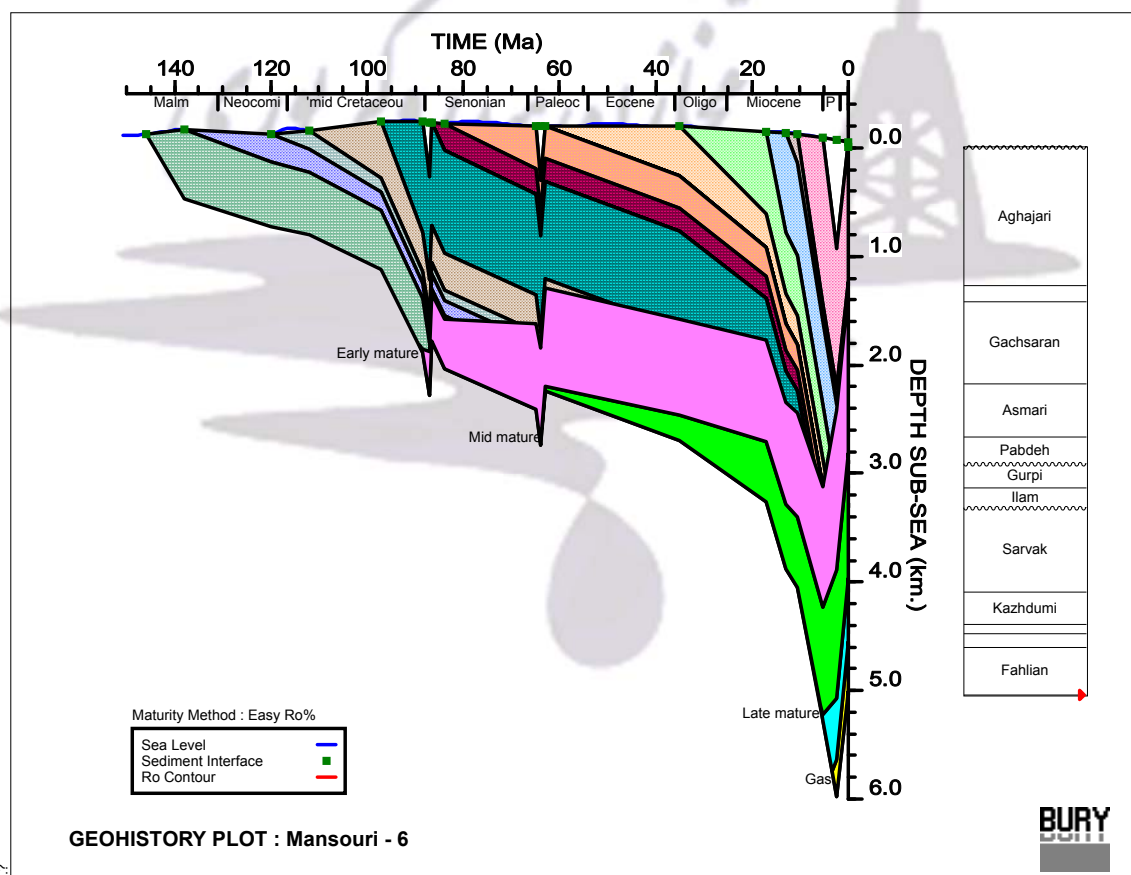 TIME (Ma)
140 120 100 80 60 40 20 0
Malm Neocomi 'mid Cretaceou Senonian Paleoc Eocene Oligo Miocene P
0.0
1.0
2.0
3.0
4.0
5.0
6.0
DEPTH SUB-SEA (km.)
Early mature
Mid mature
Late mature
Gas
Aghajari
Gachsaran
Asmari
Pabdeh
Gurpi
Ilam
Sarvak
Kazhdumi
Fahlian
Maturity Method : Easy Ro%
Sea Level
Sediment Interface
Ro Contour
GEOHISTORY PLOT : Mansouri - 6
BURY